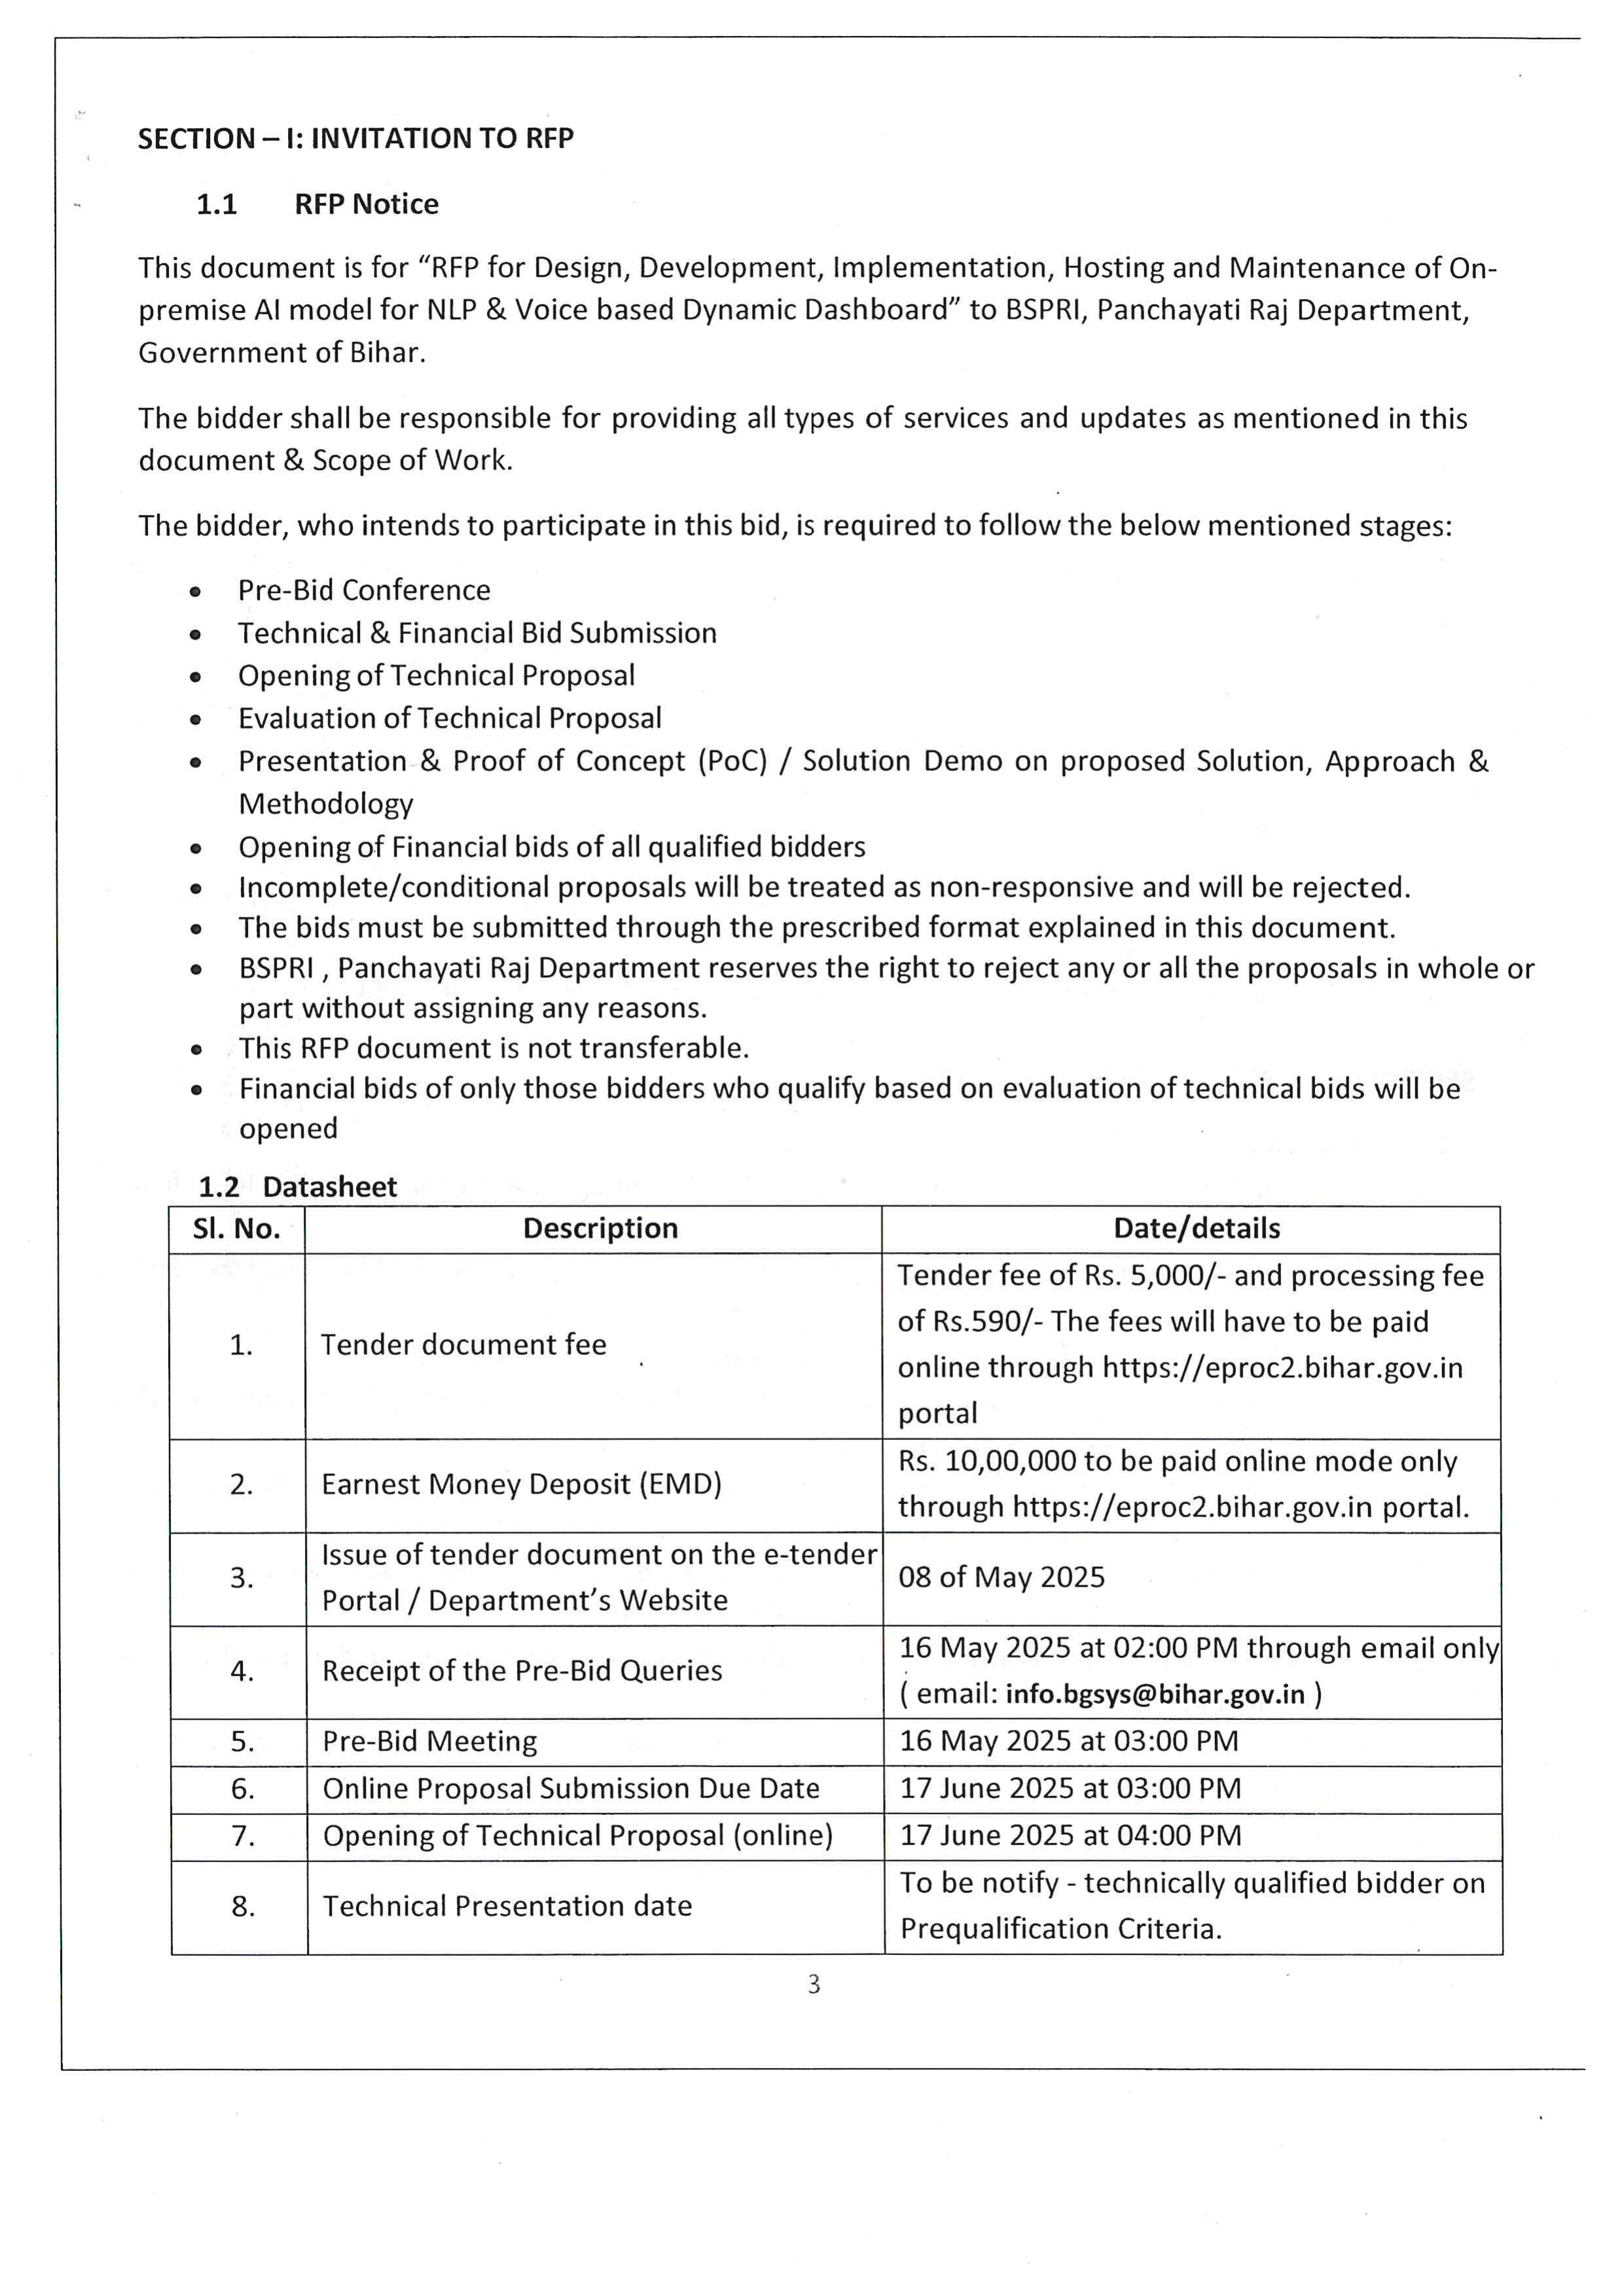 SECTION – I: INVITATION TO RFP
1.1 RFP Notice
This document is for “RFP for Design, Development, Implementation, Hosting and Maintenance of On-
premise AI model for NLP & Voice based Dynamic Dashboard” to BSPRI, Panchayati Raj Department,
Government of Bihar.
The bidder shall be responsible for providing all types of services and updates as mentioned in this
document & Scope of Work.
The bidder, who intends to participate in this bid, is required to follow the below mentioned stages:
• Pre-Bid Conference
• Technical & Financial Bid Submission
• Opening of Technical Proposal
• Evaluation of Technical Proposal
• Presentation & Proof of Concept (PoC) / Solution Demo on proposed Solution, Approach &
Methodology
• Opening of Financial bids of all qualified bidders
• Incomplete/conditional proposals will be treated as non-responsive and will be rejected.
• The bids must be submitted through the prescribed format explained in this document.
• BSPRI , Panchayati Raj Department reserves the right to reject any or all the proposals in whole or
part without assigning any reasons.
• This RFP document is not transferable.
• Financial bids of only those bidders who qualify based on evaluation of technical bids will be
opened
1.2 Datasheet
Sl. No. Description Date/details
1. Tender document fee
Tender fee of Rs. 5,000/- and processing fee
of Rs.590/- The fees will have to be paid
online through https://eproc2.bihar.gov.in
portal
2. Earnest Money Deposit (EMD)
Rs. 10,00,000 to be paid online mode only
through https://eproc2.bihar.gov.in portal.
3.
Issue of tender document on the e-tender
Portal / Department’s Website
08 of May 2025
4. Receipt of the Pre-Bid Queries
16 May 2025 at 02:00 PM through email only
( email: info.bgsys@bihar.gov.in )
5. Pre-Bid Meeting 16 May 2025 at 03:00 PM
6. Online Proposal Submission Due Date 17 June 2025 at 03:00 PM
7. Opening of Technical Proposal (online) 17 June 2025 at 04:00 PM
8. Technical Presentation date
To be notify - technically qualified bidder on
Prequalification Criteria.
3